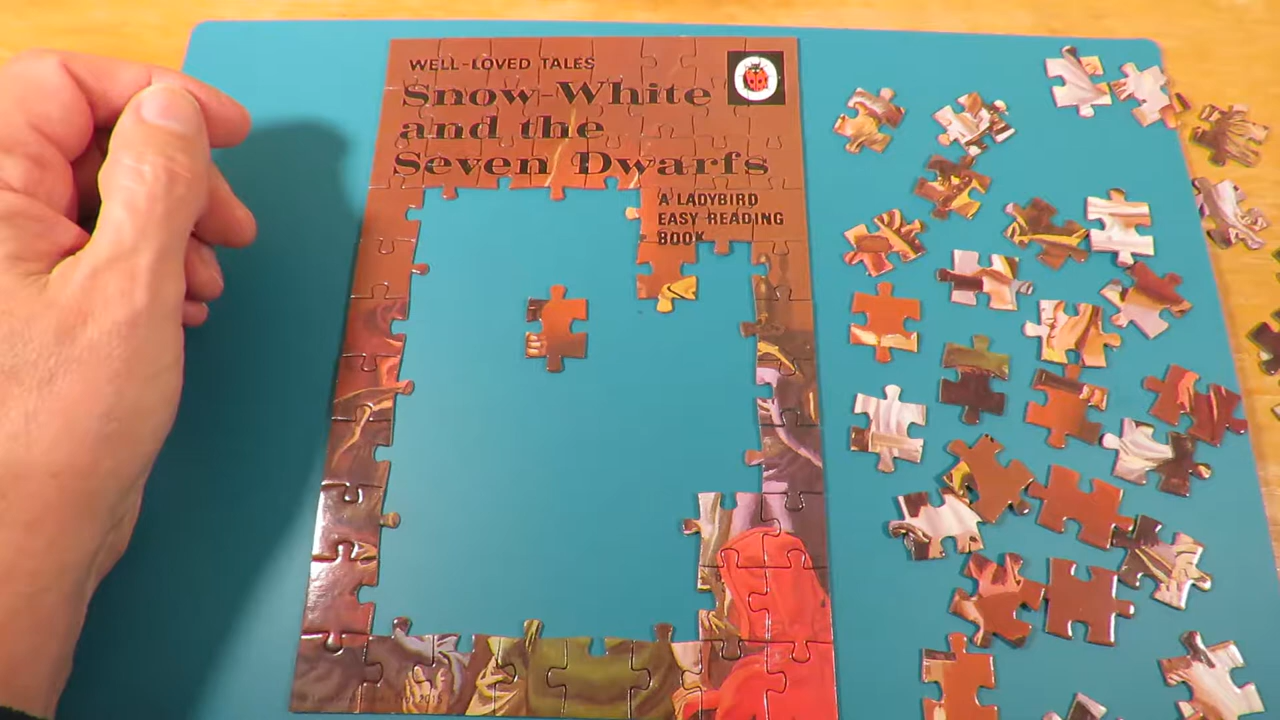 WELL-LOVED TALES
Snow-White
and the
Seven Dwarfs
A LADYBIRD
EASY-READING
BOOK